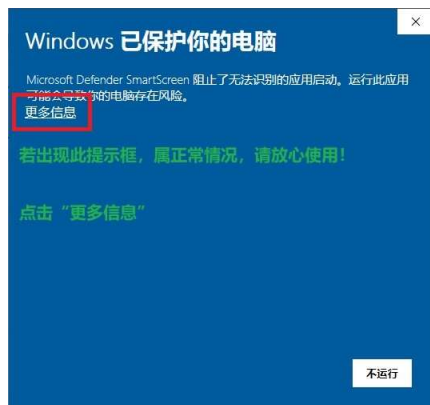 Windows 已保护你的电脑
Microsoft Defender SmartScreen 阻止了无法识别的应用启动。运行此应用
可能会导致你的电脑存在风险。
更多信息
若出现此提示框，属正常情况，请放心使用！
点击“更多信息”
不运行